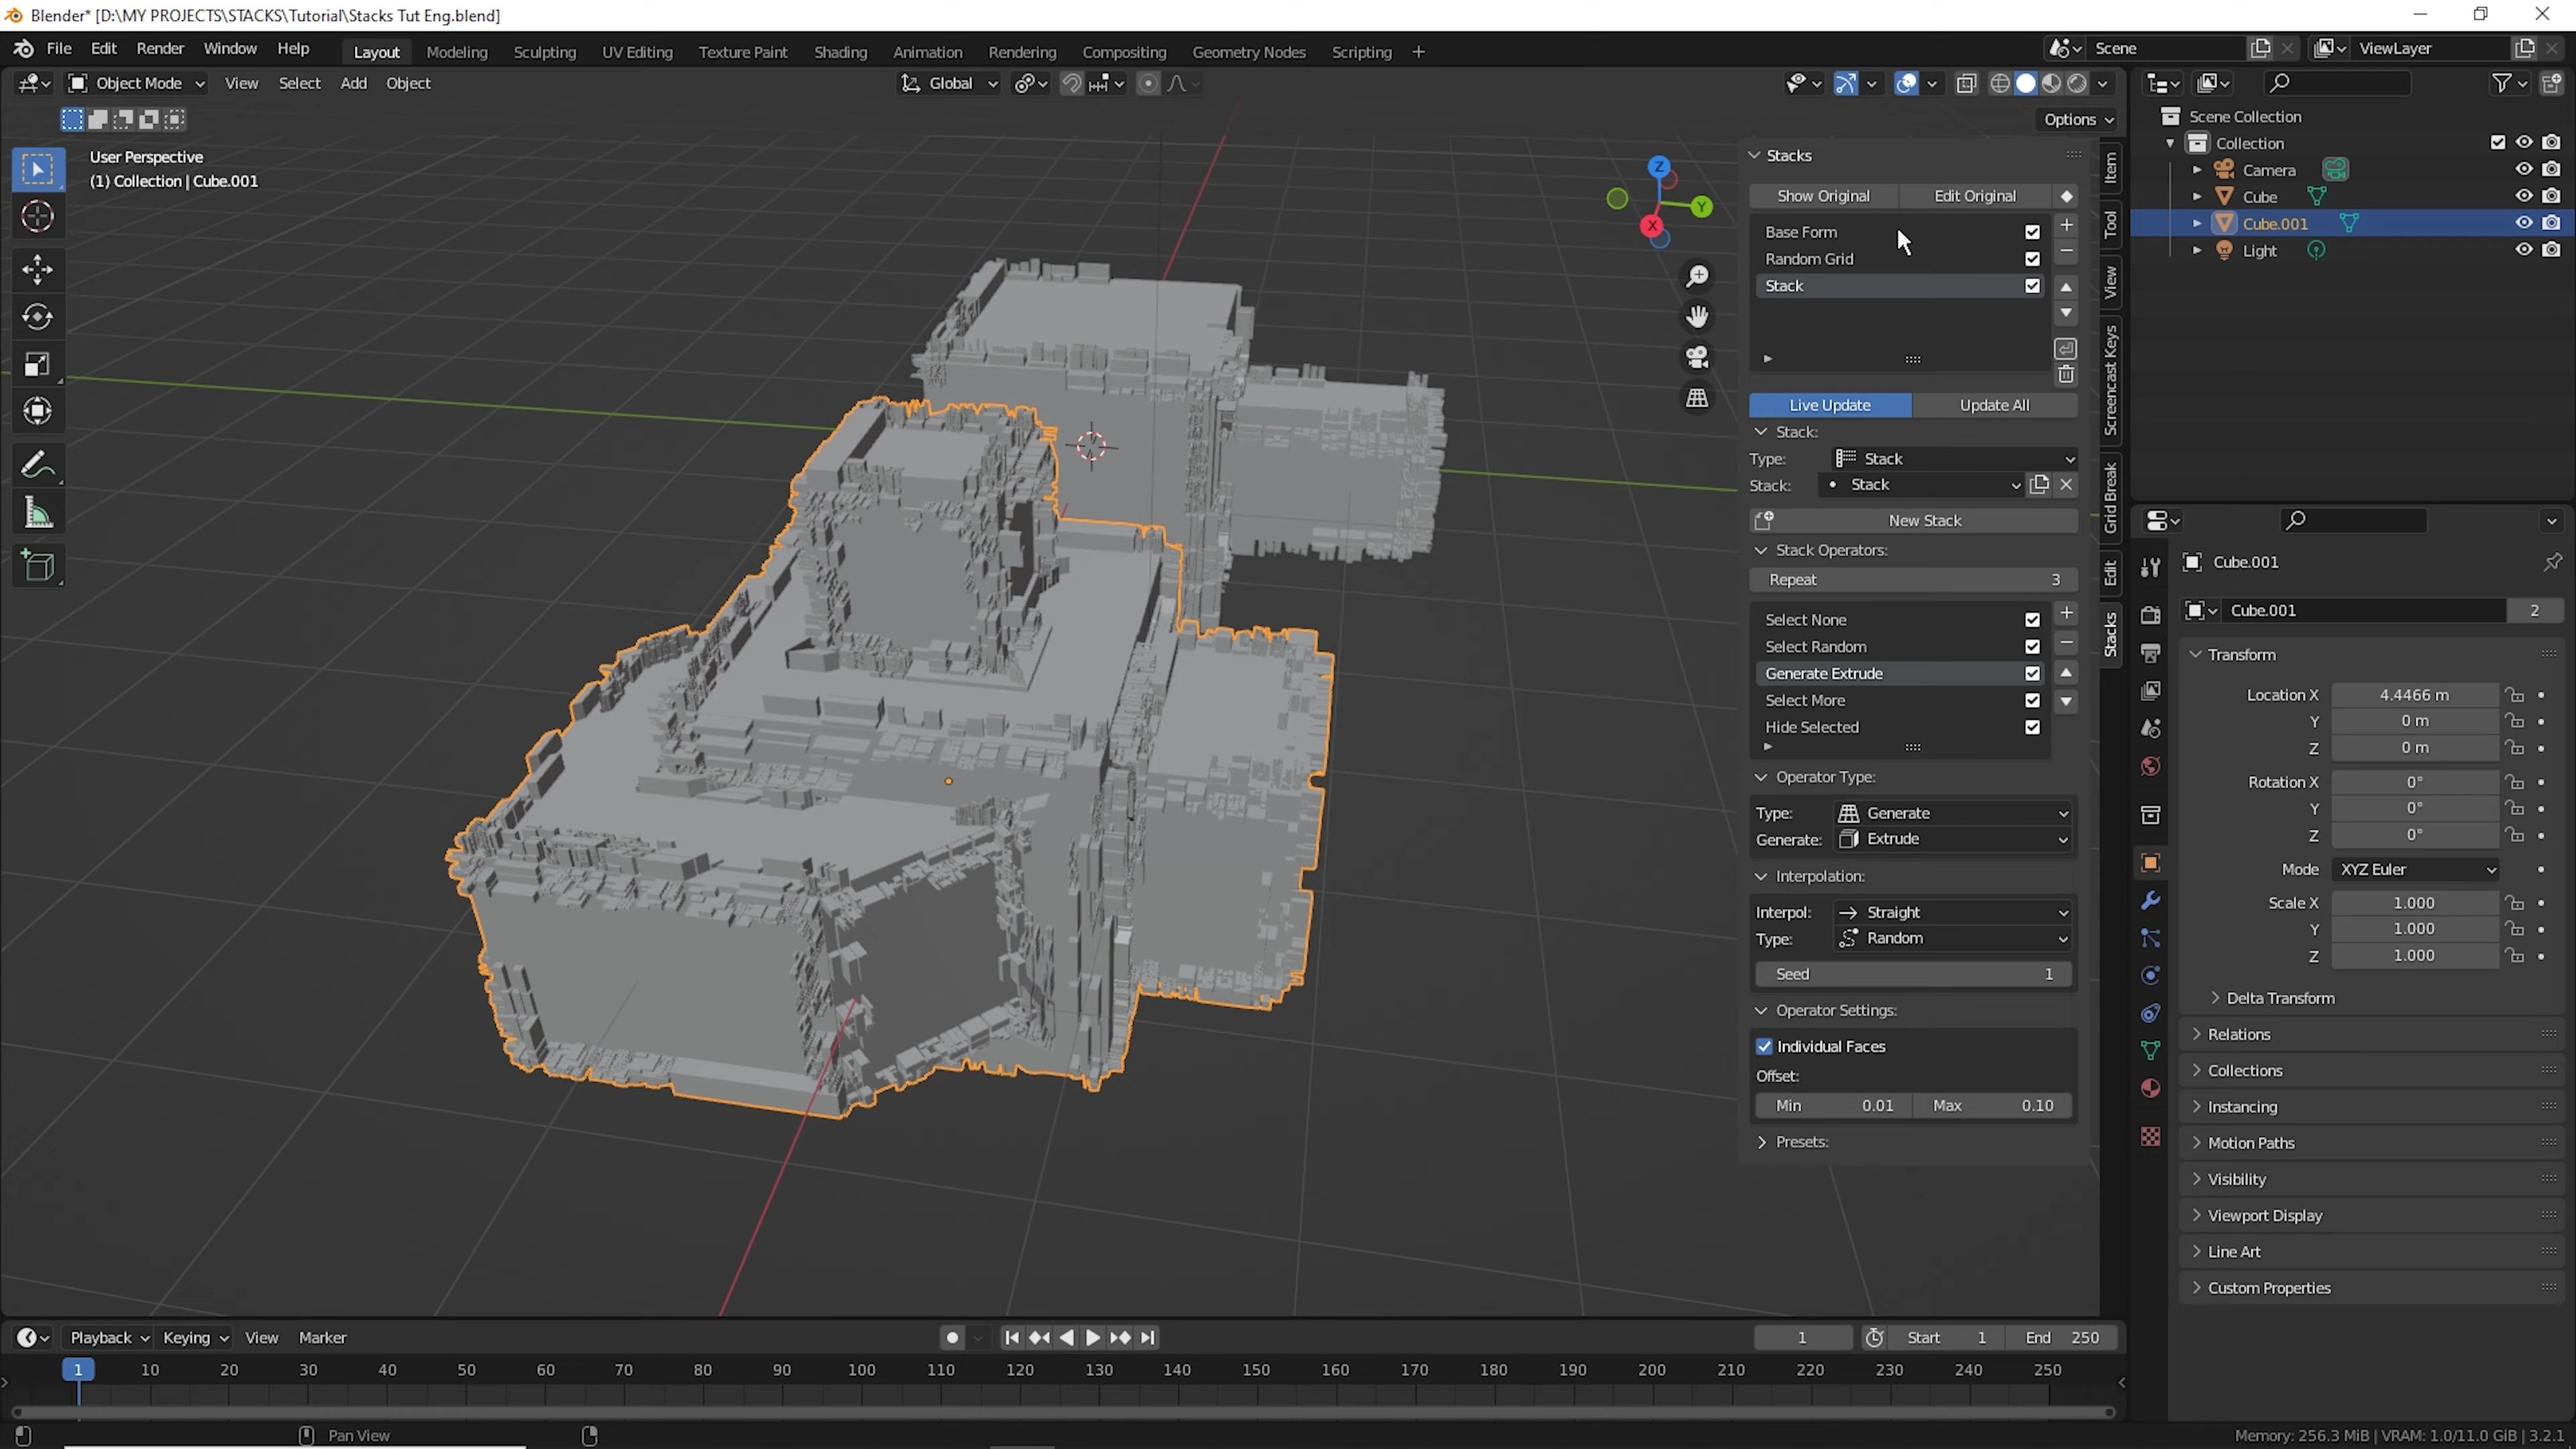 Blender* [D:\MY PROJECTS\STACKS\Tutorial\Stacks Tut Eng.blend]
File Edit Render Window Help Layout Modeling Sculpting UV Editing Texture Paint Shading Animation Rendering Compositing Geometry Nodes Scripting + Scene ViewLayer
Object Mode View Select Add Object Global
Options
User Perspective
(1) Collection | Cube.001
Z
Y
X
Stacks
Show Original Edit Original
Base Form
Random Grid
Stack
Live Update Update All
Stack:
Type: Stack
Stack: Stack
New Stack
Stack Operators:
Repeat 3
Select None
Select Random
Generate Extrude
Select More
Hide Selected
Operator Type:
Type: Generate
Generate: Extrude
Interpolation:
Interpol: Straight
Type: Random
Seed 1
Operator Settings:
Individual Faces
Offset:
Min 0.01 Max 0.10
Presets:
Item
Tool
View
Screencast Keys
Grid Break
Edit
Stacks
Scene Collection
Collection
Camera
Cube
Cube.001
Light
Cube.001
Cube.001 2
Transform
Location X 4.4466 m
Y 0 m
Z 0 m
Rotation X 0°
Y 0°
Z 0°
Mode XYZ Euler
Scale X 1.000
Y 1.000
Z 1.000
Delta Transform
Relations
Collections
Instancing
Motion Paths
Visibility
Viewport Display
Line Art
Custom Properties
Playback Keying View Marker 1 Start 1 End 250
1 10 20 30 40 50 60 70 80 90 100 110 120 130 140 150 160 170 180 190 200 210 220 230 240 250
Pan View
Memory: 256.3 MiB | VRAM: 1.0/11.0 GiB | 3.2.1